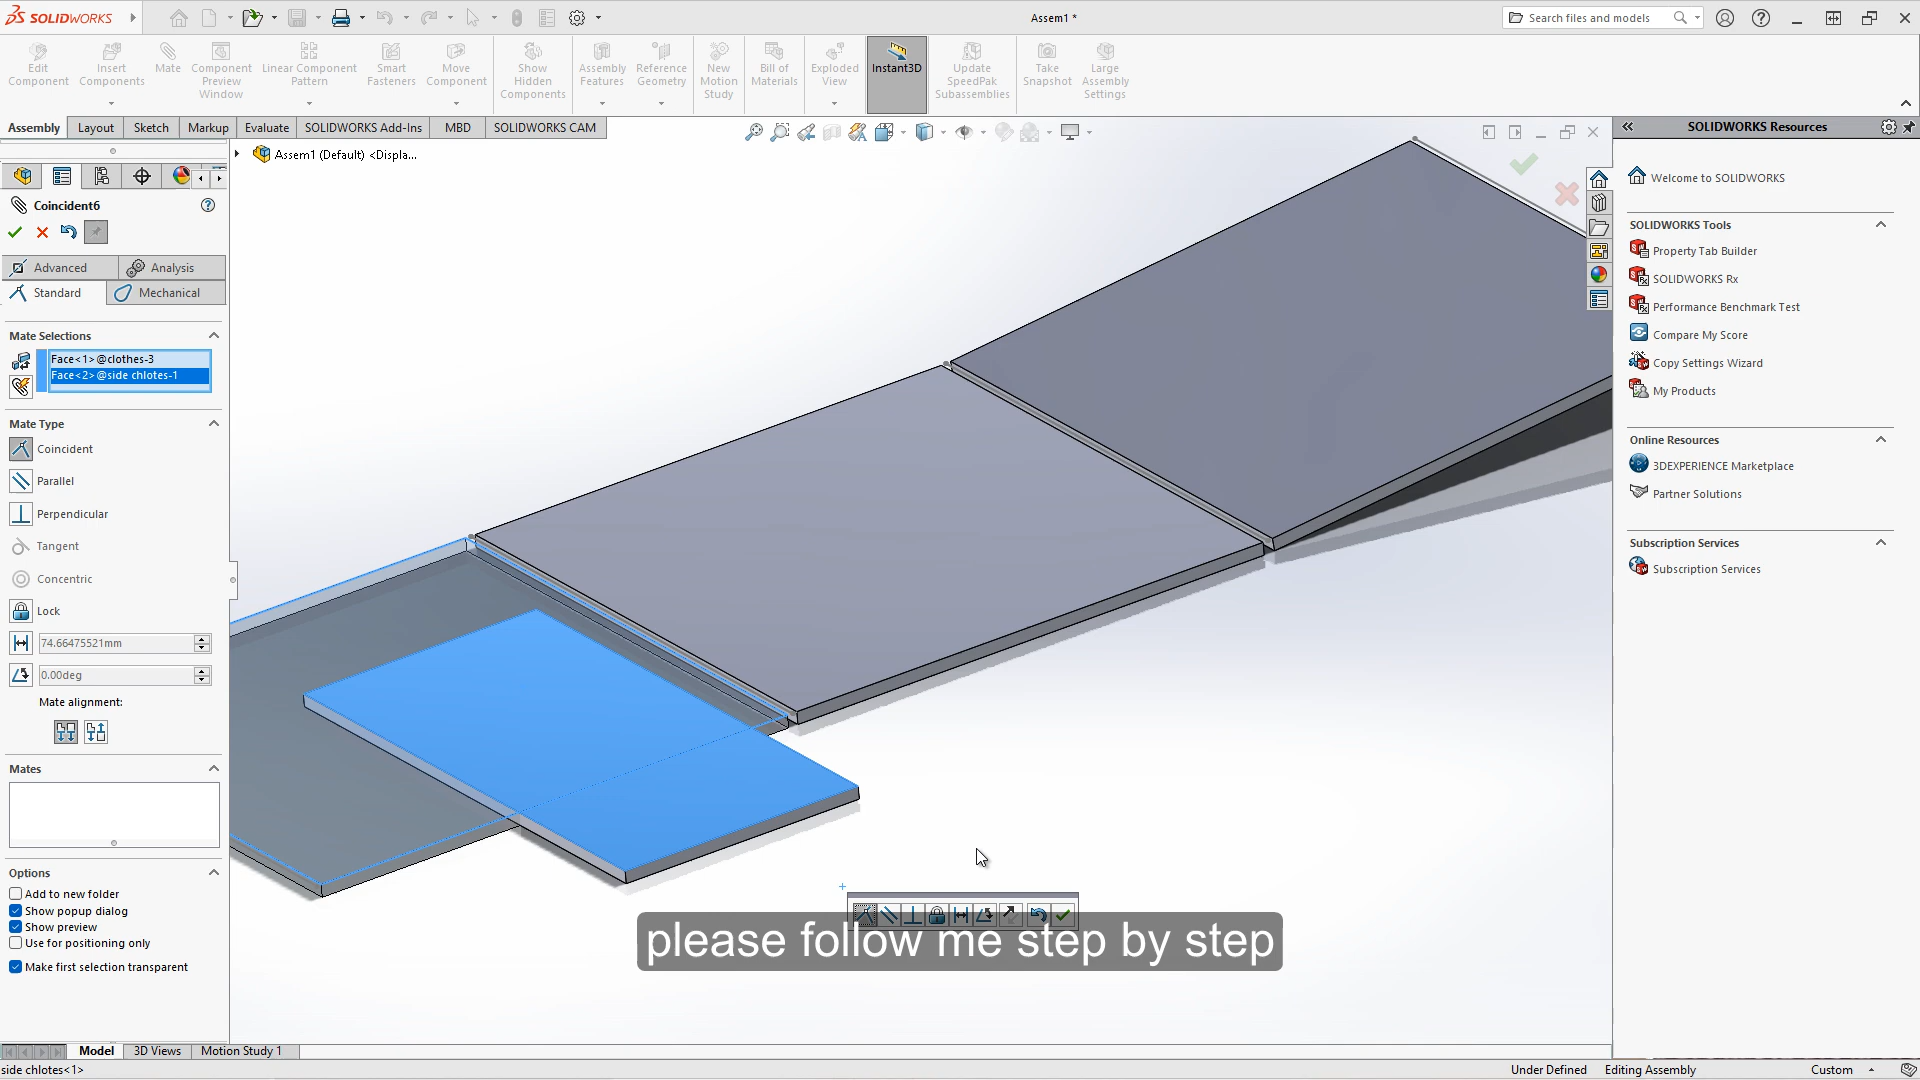 SOLIDWORKS
Assem1 *
Search files and models
Edit Component
Insert Components
Mate
Component Preview Window
Linear Component Pattern
Smart Fasteners
Move Component
Show Hidden Components
Assembly Features
Reference Geometry
New Motion Study
Bill of Materials
Exploded View
Instant3D
Update SpeedPak Subassemblies
Take Snapshot
Large Assembly Settings
Assembly
Layout
Sketch
Markup
Evaluate
SOLIDWORKS Add-Ins
MBD
SOLIDWORKS CAM
Assem1 (Default) <Displa...
Coincident6
Advanced
Analysis
Standard
Mechanical
Mate Selections
Face<1>@clothes-3
Face<2>@side chlotes-1
Mate Type
Coincident
Parallel
Perpendicular
Tangent
Concentric
Lock
74.66475521mm
0.00deg
Mate alignment:
Mates
Options
Add to new folder
Show popup dialog
Show preview
Use for positioning only
Make first selection transparent
please follow me step by step
SOLIDWORKS Resources
Welcome to SOLIDWORKS
SOLIDWORKS Tools
Property Tab Builder
SOLIDWORKS Rx
Performance Benchmark Test
Compare My Score
Copy Settings Wizard
My Products
Online Resources
3DEXPERIENCE Marketplace
Partner Solutions
Subscription Services
Subscription Services
Model
3D Views
Motion Study 1
side chlotes<1>
Under Defined
Editing Assembly
Custom